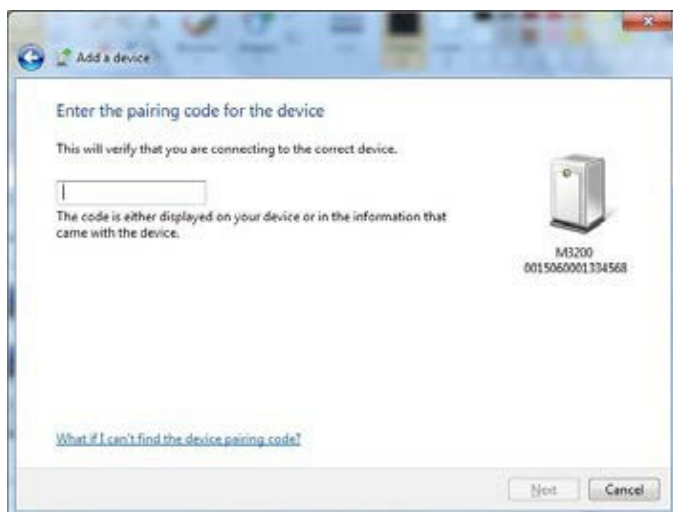 Add a device
Enter the pairing code for the device
This will verify that you are connecting to the correct device.
The code is either displayed on your device or in the information that
came with the device.
M3200
0015060001334568
What if I can't find the device pairing code?
Next
Cancel